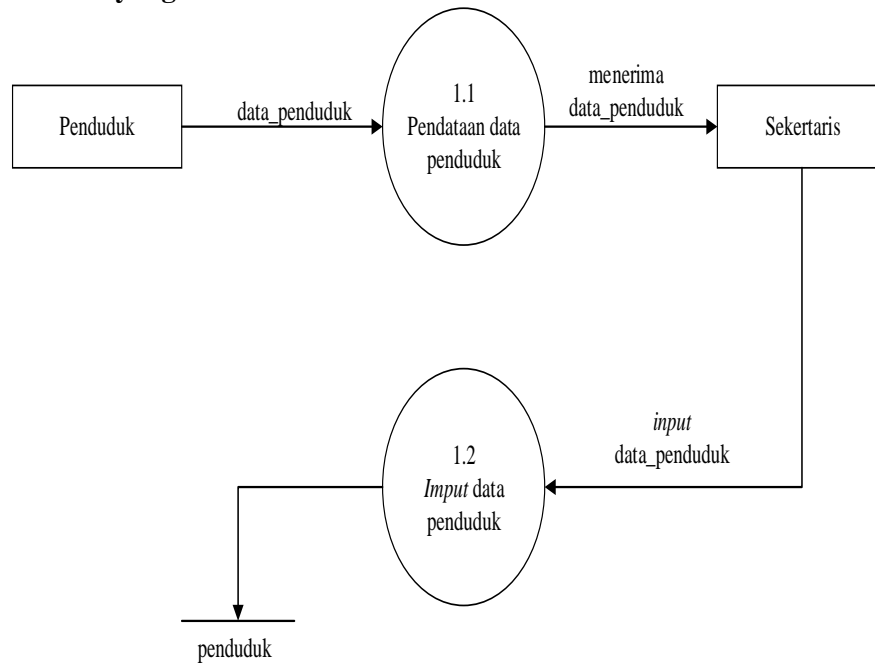 Penduduk
data_penduduk
1.1
Pendataan data
penduduk
menerima
data_penduduk
Sekertaris
input
data_penduduk
1.2
Imput data
penduduk
penduduk